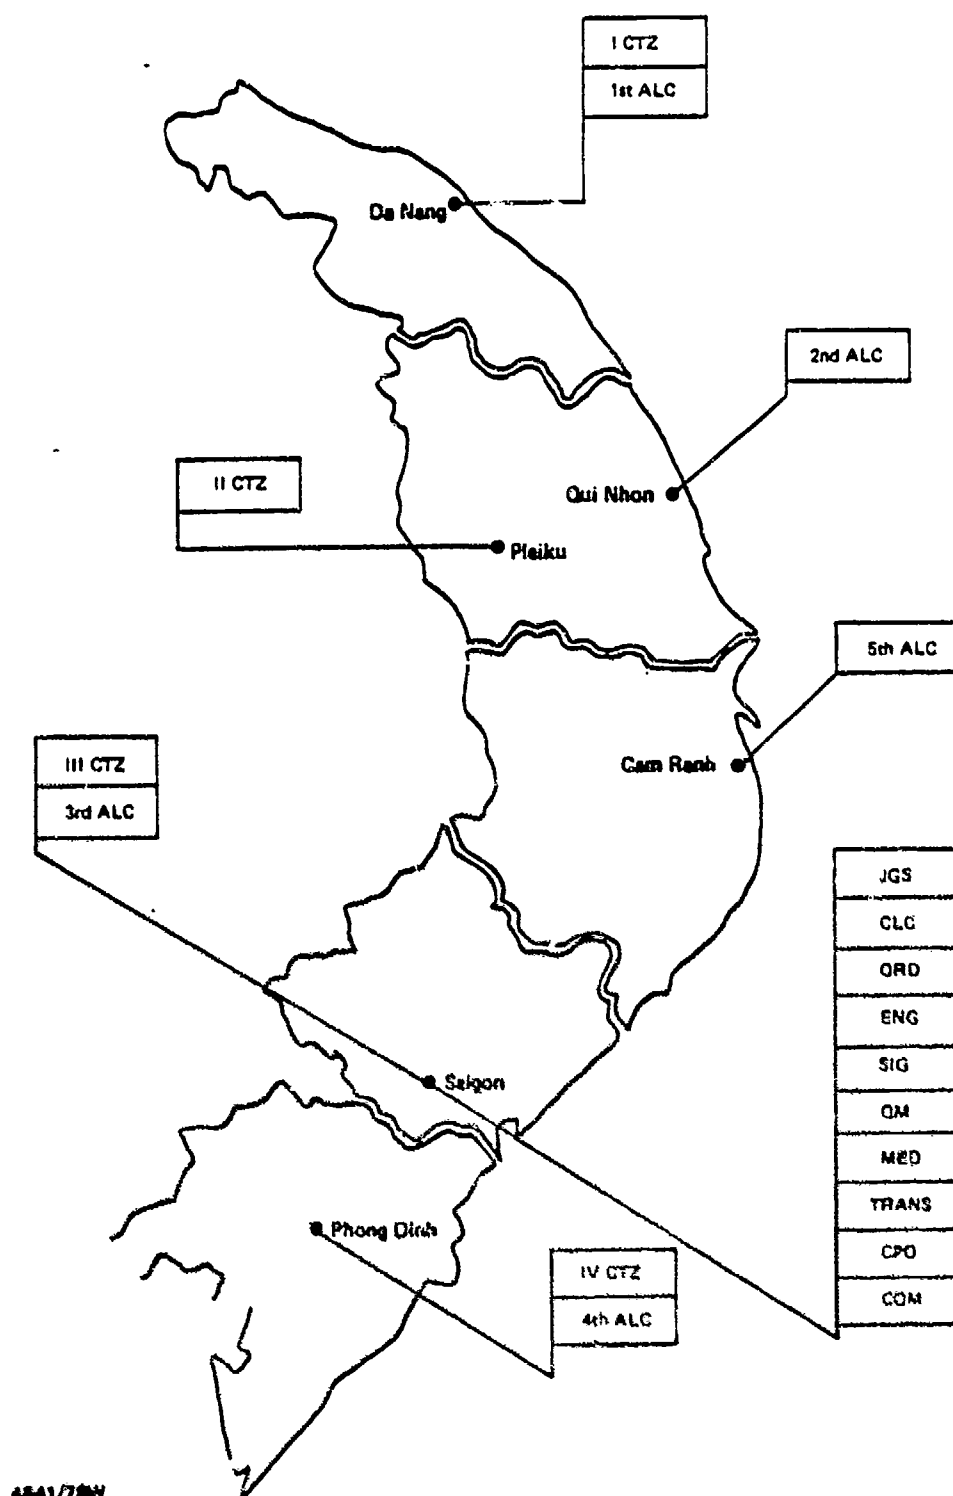 I CTZ
1st ALC
Da Nang
2nd ALC
II CTZ
Qui Nhon
Pleiku
5th ALC
Cam Ranh
III CTZ
3rd ALC
JGS
CLC
ORD
ENG
SIG
QM
MED
TRANS
CPO
COM
Saigon
Phong Dinh
IV CTZ
4th ALC